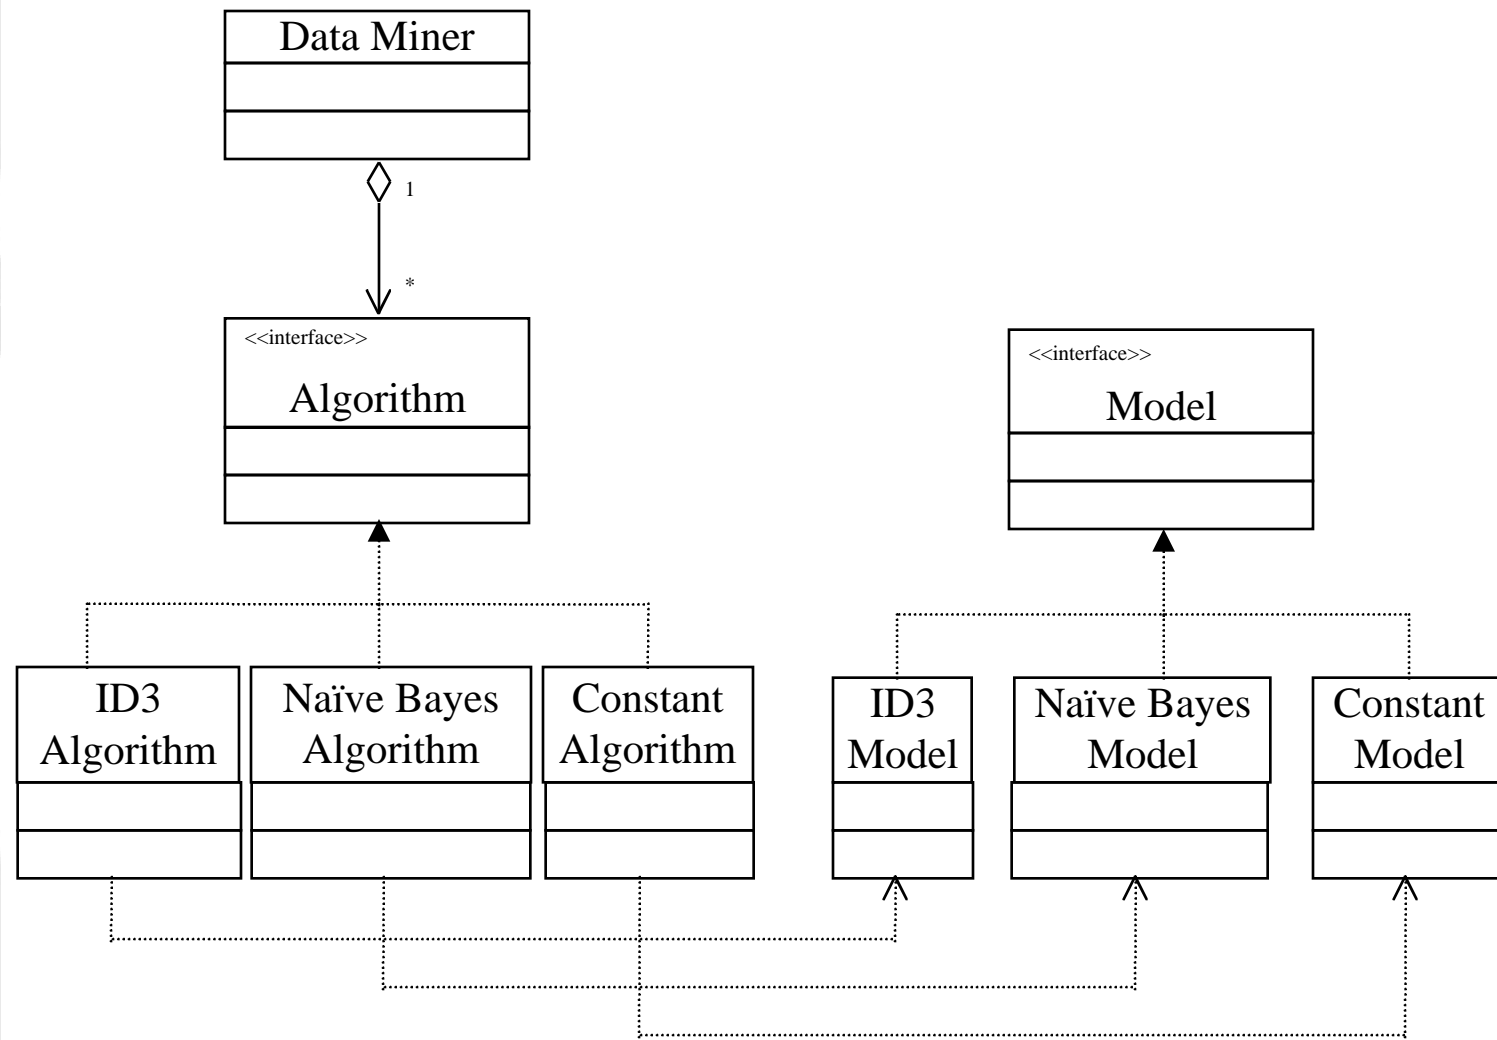 Data Miner
1
*
<<interface>>
Algorithm
<<interface>>
Model
ID3
Algorithm
Naïve Bayes
Algorithm
Constant
Algorithm
ID3
Model
Naïve Bayes
Model
Constant
Model